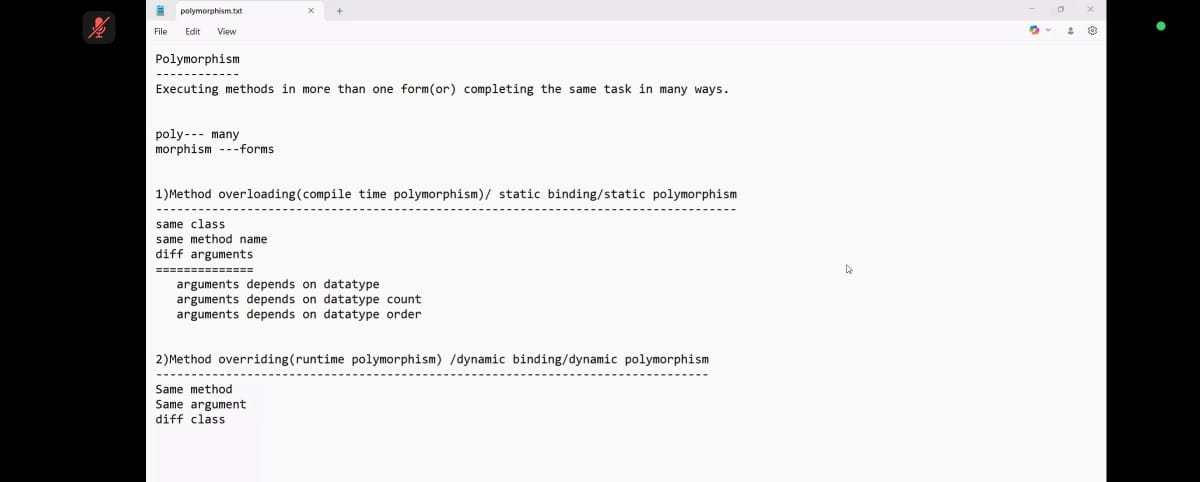 polymorphism.txt
File Edit View
Polymorphism
------------
Executing methods in more than one form(or) completing the same task in many ways.
poly--- many
morphism ---forms
1)Method overloading(compile time polymorphism)/ static binding/static polymorphism
-----------------------------------------------------------------------------------
same class
same method name
diff arguments
==============
arguments depends on datatype
arguments depends on datatype count
arguments depends on datatype order
2)Method overriding(runtime polymorphism) /dynamic binding/dynamic polymorphism
-------------------------------------------------------------------------------
Same method
Same argument
diff class